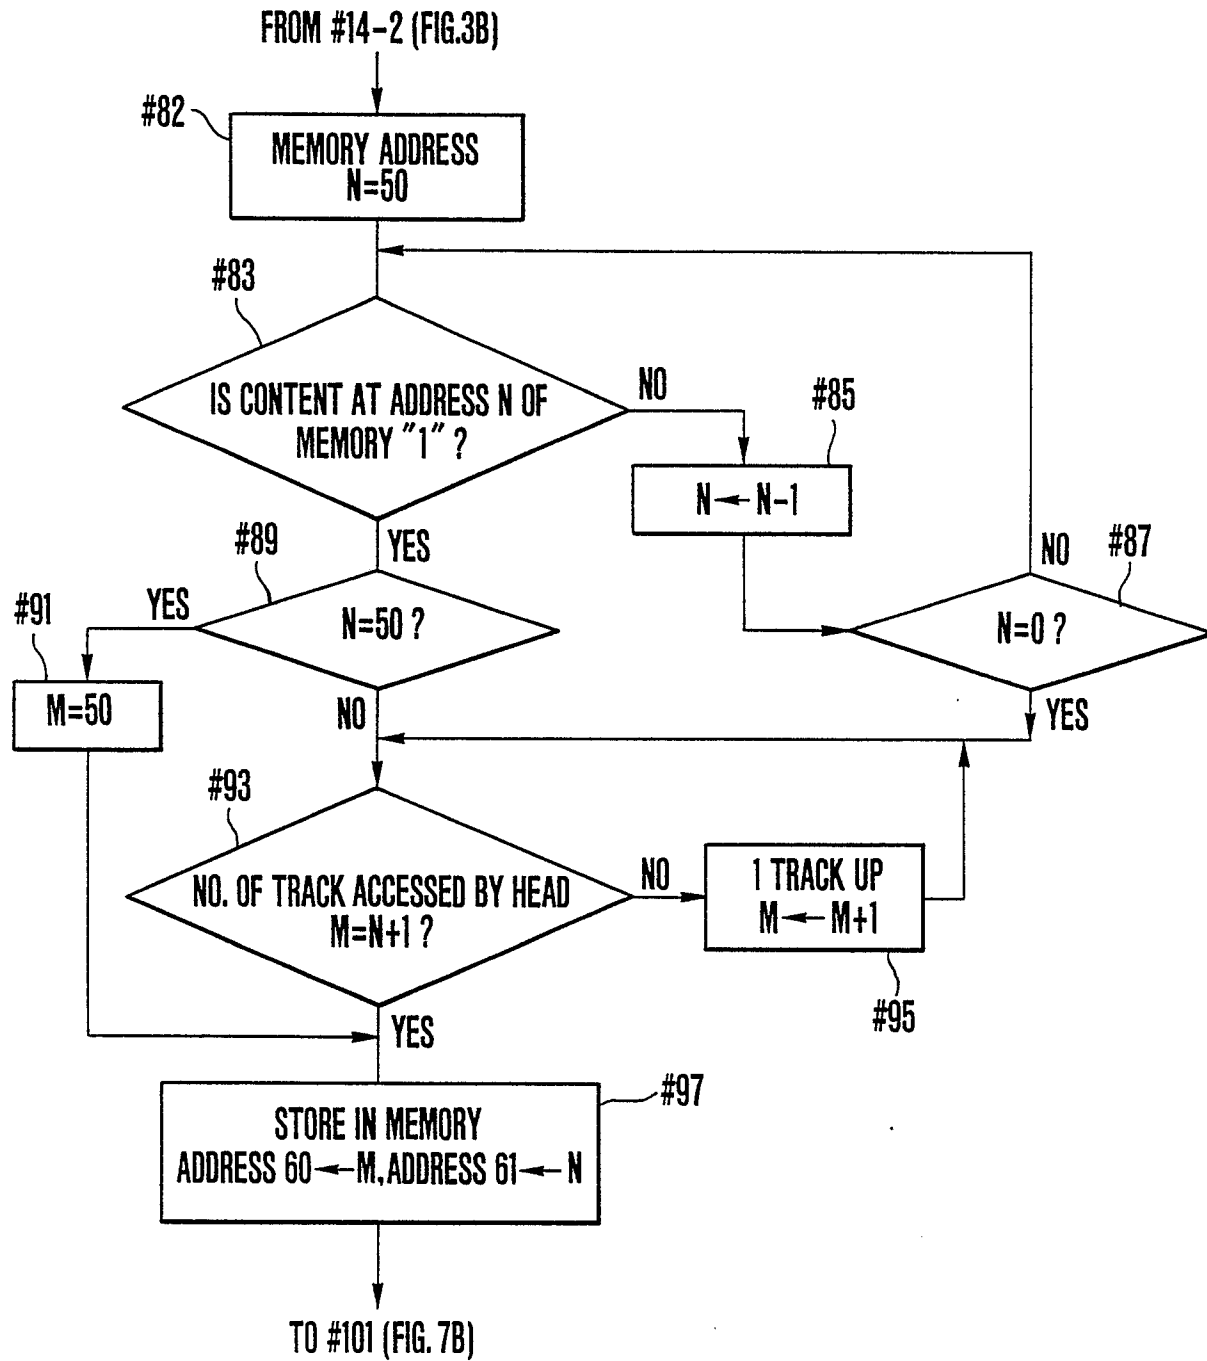 FROM #14-2 (FIG.3B)
#82
MEMORY ADDRESS
N=50
#83
IS CONTENT AT ADDRESS N OF
MEMORY "1" ?
NO
#85
N←N-1
YES
#89
NO
#87
N=0 ?
YES
#91
YES
N=50 ?
M=50
NO
#93
NO. OF TRACK ACCESSED BY HEAD
M=N+1 ?
NO
1 TRACK UP
M←M+1
#95
YES
#97
STORE IN MEMORY
ADDRESS 60←M, ADDRESS 61←N
TO #101 (FIG. 7B)